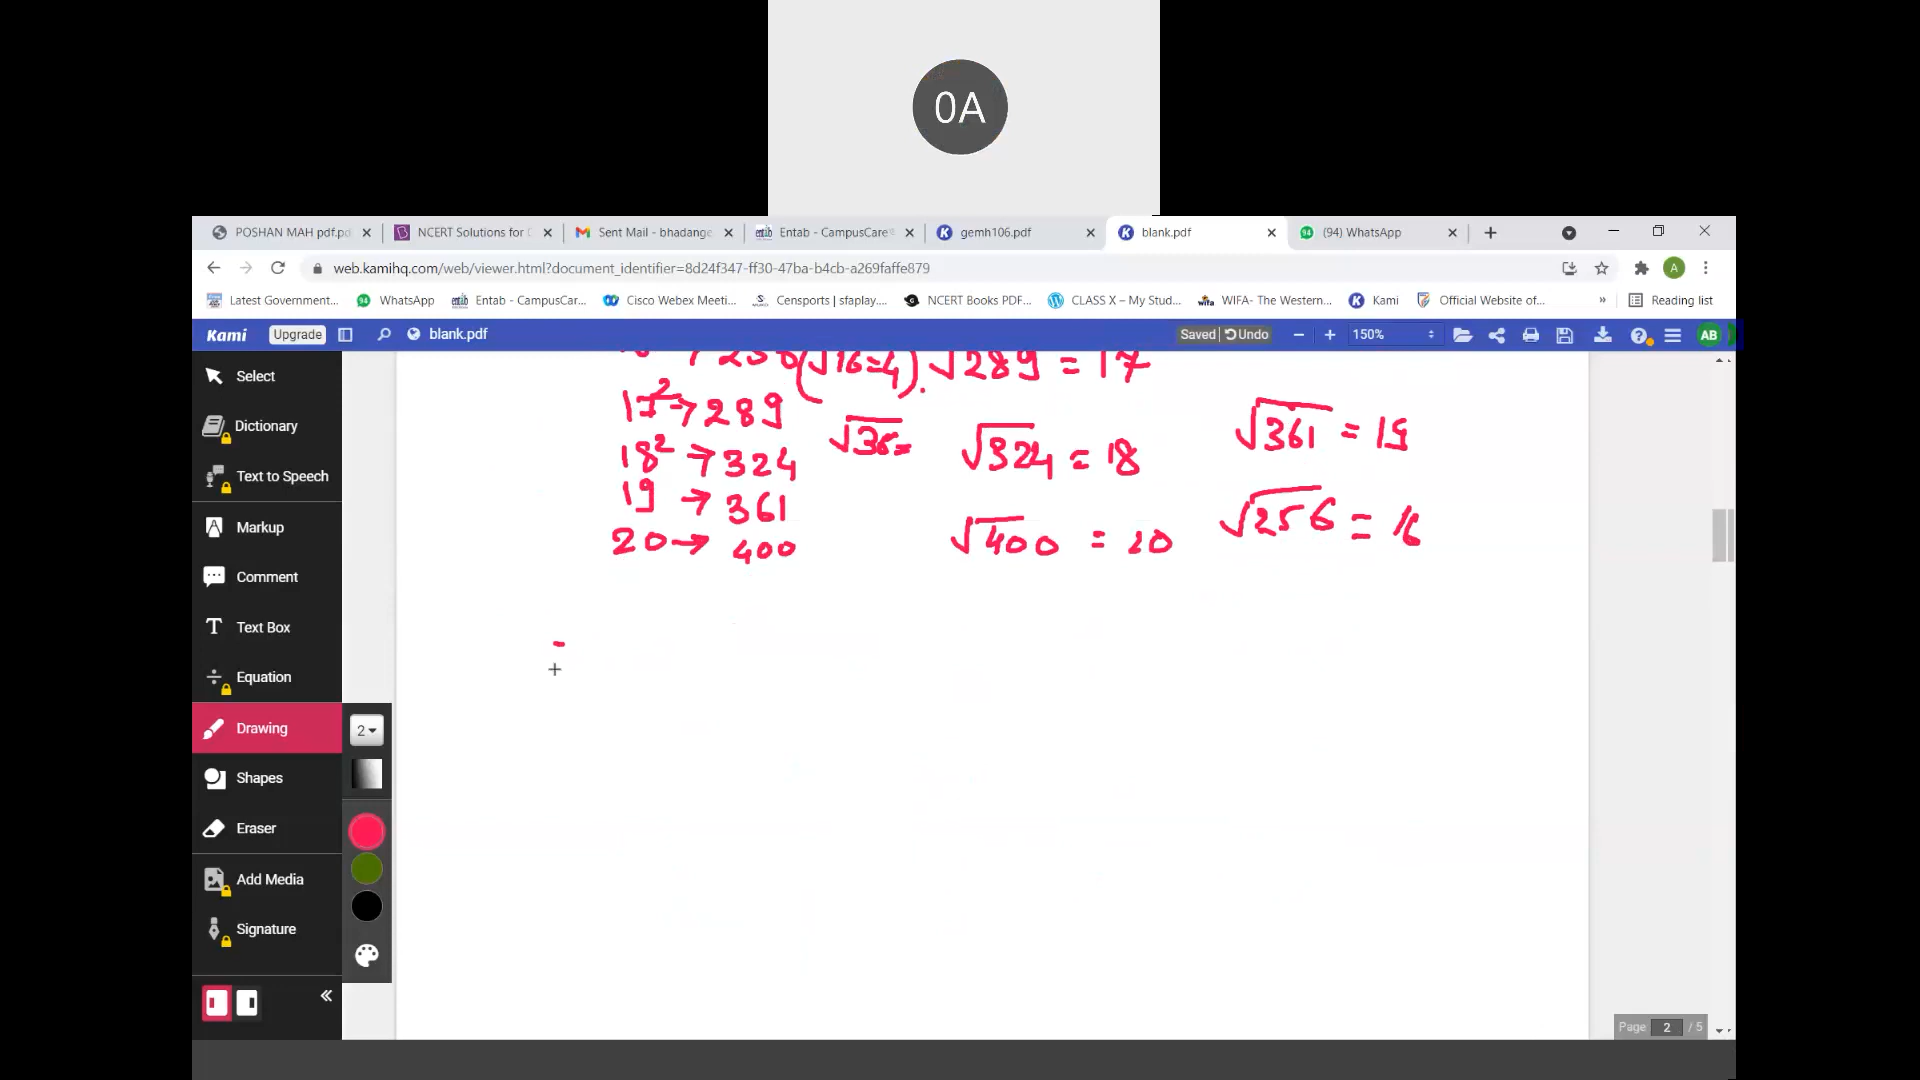 0A
POSHAN MAH pdf.pd
NCERT Solutions for
Sent Mail - bhadange.
Entab - CampusCare
gemh106.pdf
blank.pdf
(94) WhatsApp
web.kamihq.com/web/viewer.html?document_identifier=8d24f347-ff30-47ba-b4cb-a269faffe879
A
Latest Government...
WhatsApp
Entab - CampusCar...
Cisco Webex Meeti...
Censports | sfaplay....
NCERT Books PDF...
CLASS X – My Stud...
WIFA- The Western...
Kami
Official Website of...
»
Reading list
Kami
Upgrade
blank.pdf
Saved
Undo
150%
AB
Select
Dictionary
Text to Speech
Markup
Comment
Text Box
Equation
Drawing
2
Shapes
Eraser
Add Media
Signature
(√16=4). √289 = 17
17² → 289
√36=
18² → 324
√324 = 18
√361 = 19
19 → 361
20 → 400
√400 = 20
√256 = 16
-
Page 2 / 5